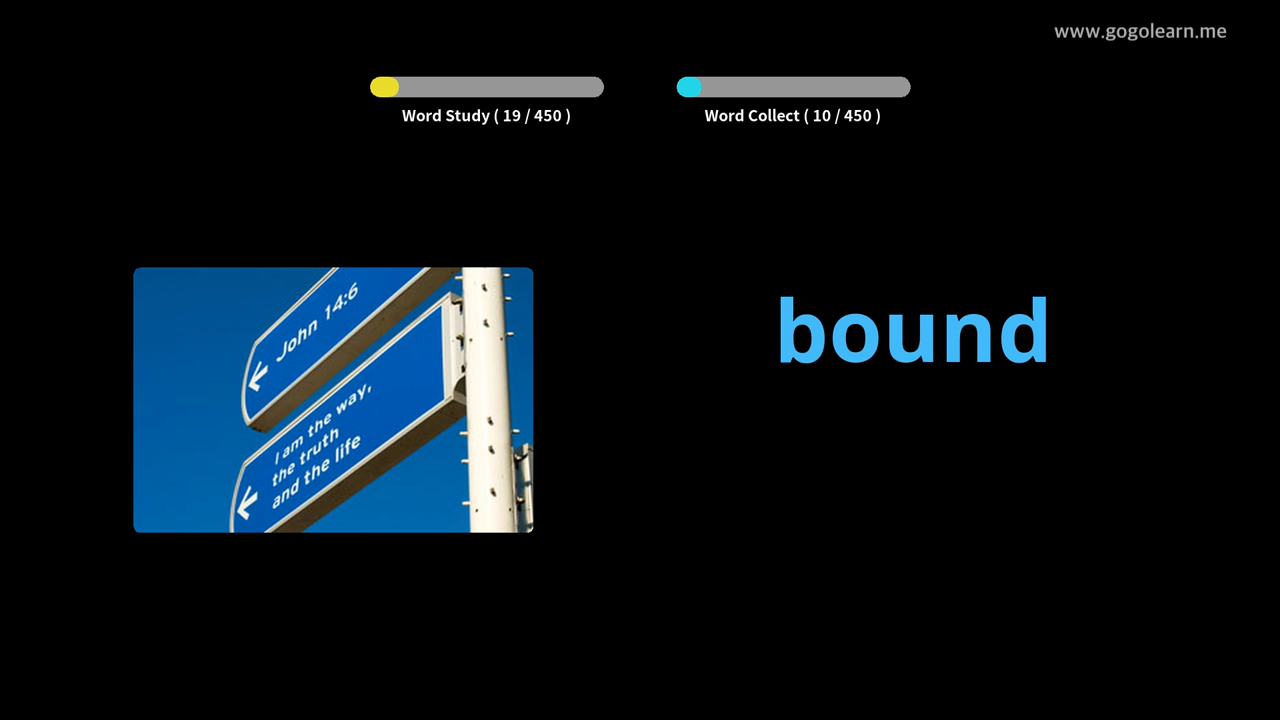 www.gogolearn.me
Word Study ( 19 / 450 )
Word Collect ( 10 / 450 )
John 14:6
I am the way,
the truth
and the life
bound